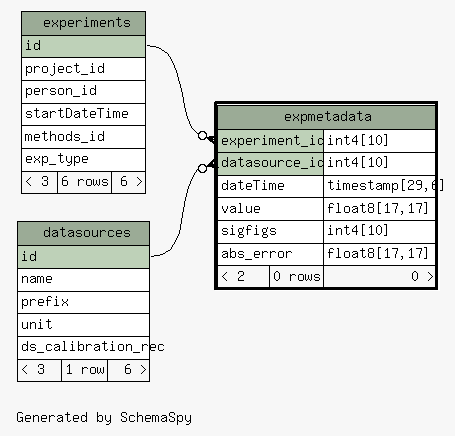 experiments
id
project_id
person_id
startDateTime
methods_id
exp_type
< 3 6 rows 6 >
expmetadata
experiment_id int4[10]
datasource_id int4[10]
dateTime timestamp[29,6]
value float8[17,17]
sigfigs int4[10]
abs_error float8[17,17]
< 2 0 rows 0 >
datasources
id
name
prefix
unit
ds_calibration_rec
< 3 1 row 6 >
Generated by SchemaSpy